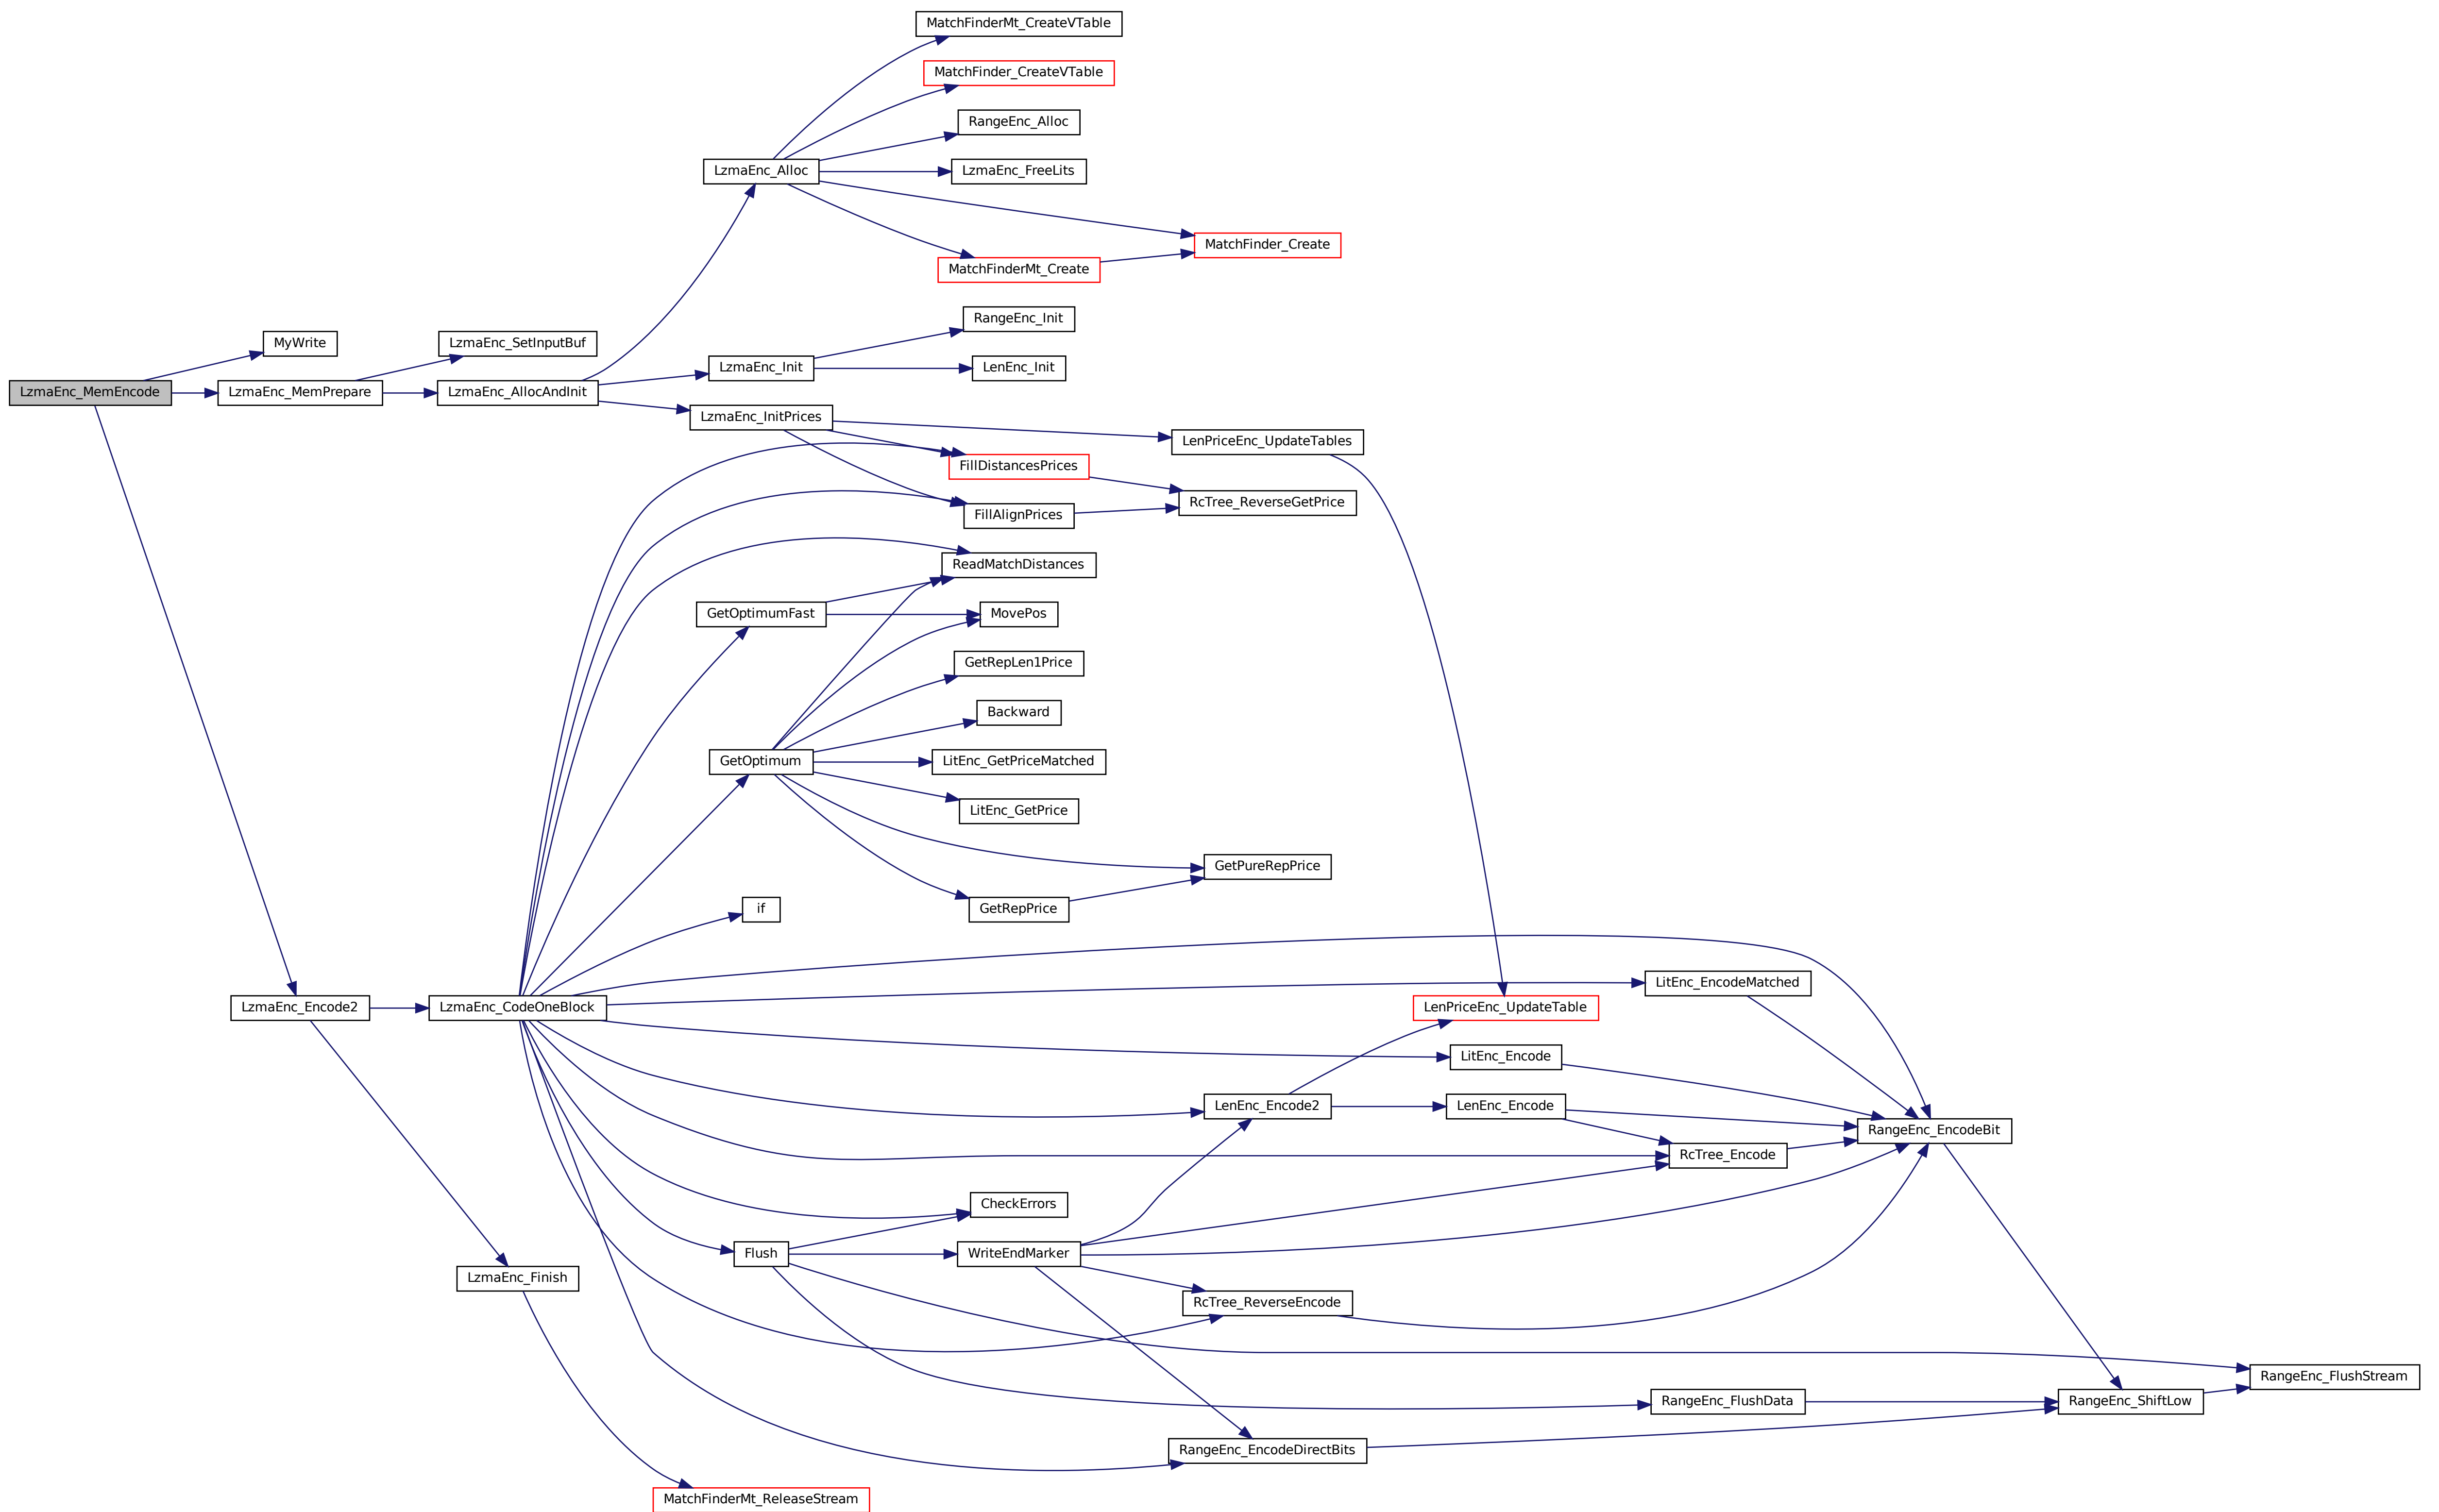 MatchFinderMt_CreateVTable
MatchFinder_CreateVTable
RangeEnc_Alloc
LzmaEnc_Alloc
LzmaEnc_FreeLits
MatchFinder_Create
MatchFinderMt_Create
RangeEnc_Init
MyWrite
LzmaEnc_SetInputBuf
LzmaEnc_Init
LenEnc_Init
LzmaEnc_MemEncode
LzmaEnc_MemPrepare
LzmaEnc_AllocAndInit
LzmaEnc_InitPrices
LenPriceEnc_UpdateTables
FillDistancesPrices
RcTree_ReverseGetPrice
FillAlignPrices
ReadMatchDistances
GetOptimumFast
MovePos
GetRepLen1Price
Backward
GetOptimum
LitEnc_GetPriceMatched
LitEnc_GetPrice
GetPureRepPrice
if
GetRepPrice
LitEnc_EncodeMatched
LzmaEnc_Encode2
LzmaEnc_CodeOneBlock
LenPriceEnc_UpdateTable
LitEnc_Encode
LenEnc_Encode2
LenEnc_Encode
RangeEnc_EncodeBit
RcTree_Encode
CheckErrors
Flush
WriteEndMarker
LzmaEnc_Finish
RcTree_ReverseEncode
RangeEnc_FlushStream
RangeEnc_FlushData
RangeEnc_ShiftLow
RangeEnc_EncodeDirectBits
MatchFinderMt_ReleaseStream